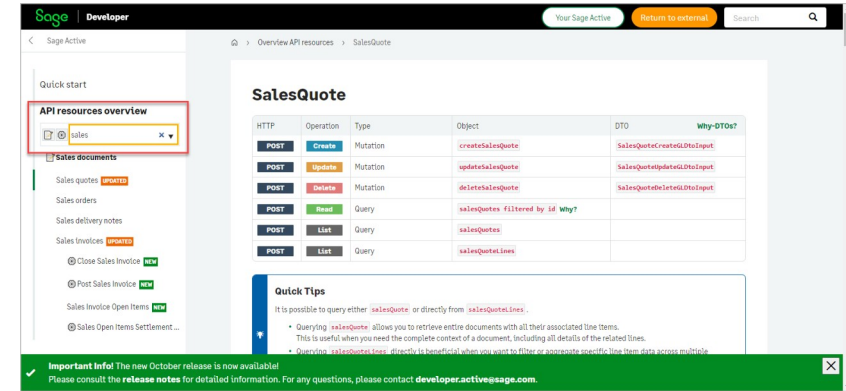 Sage Developer
Your Sage Active
Return to external
Search
Sage Active
Overview API resources › SalesQuote
Quick start
API resources overview
sales
Sales documents
Sales quotes UPDATED
Sales orders
Sales delivery notes
Sales Invoices UPDATED
Close Sales Invoice NEW
Post Sales Invoice NEW
Sales Invoice Open Items NEW
Sales Open Items Settlement ...
SalesQuote
HTTP Operation Type Object DTO Why-DTOs?
POST Create Mutation createSalesQuote SalesQuoteCreateGLDtoInput
POST Update Mutation updateSalesQuote SalesQuoteUpdateGLDtoInput
POST Delete Mutation deleteSalesQuote SalesQuoteDeleteGLDtoInput
POST Read Query salesQuotes filtered by id Why?
POST List Query salesQuotes
POST List Query salesQuoteLines
Quick Tips
It is possible to query either salesQuote or directly from salesQuoteLines .
• Querying salesQuote allows you to retrieve entire documents with all their associated line items.
This is useful when you need the complete context of a document, including all details of the related lines.
• Querying salesQuoteLines directly is beneficial when you want to filter or aggregate specific line item data across multiple
Important Info! The new October release is now available!
Please consult the release notes for detailed information. For any questions, please contact developer.active@sage.com.